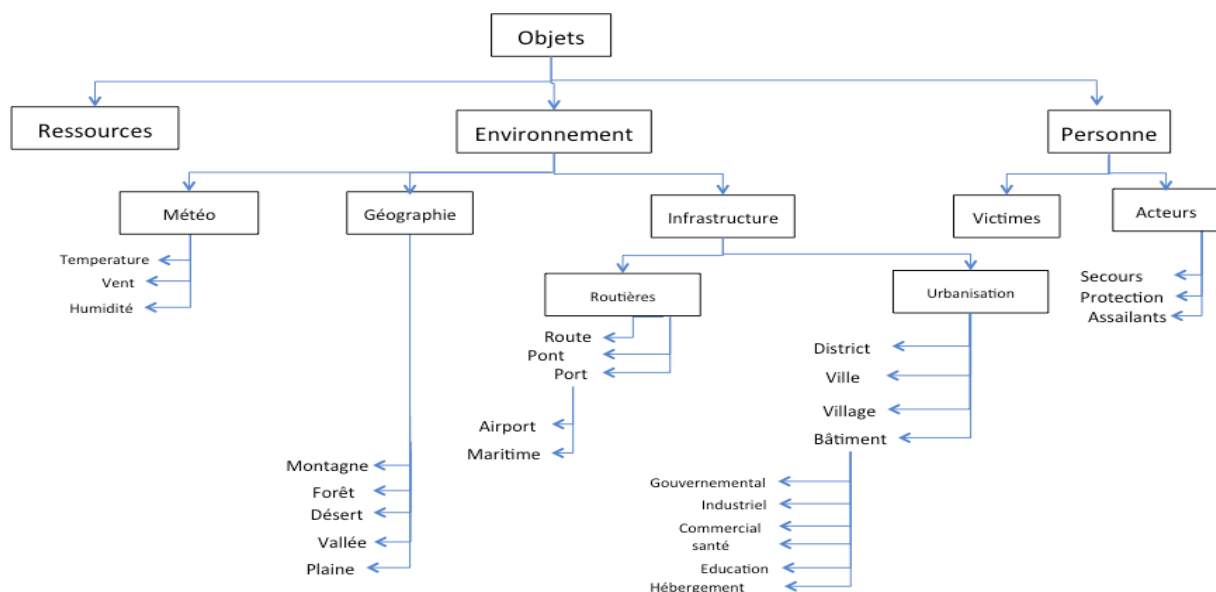 Objets
Ressources
Environnement
Personne
Météo
Géographie
Infrastructure
Victimes
Acteurs
Temperature
Vent
Humidité
Routières
Urbanisation
Secours
Protection
Assaillants
Route
Pont
Port
District
Ville
Village
Bâtiment
Airport
Maritime
Montagne
Forêt
Désert
Vallée
Plaine
Gouvernemental
Industriel
Commercial
santé
Education
Hébergement